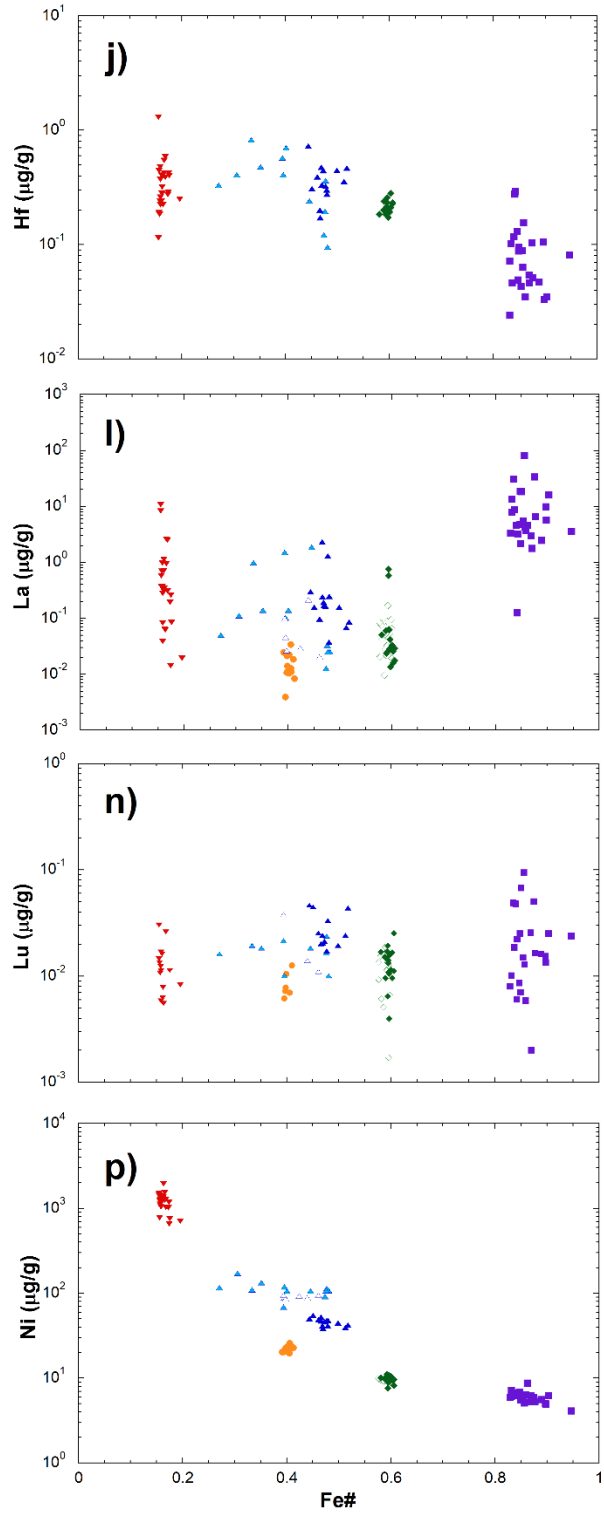 10¹
j)
10⁰
Hf (μg/g)
10⁻¹
10⁻²
10³
10²
l)
10¹
10⁰
La (μg/g)
10⁻¹
10⁻²
10⁻³
10⁰
n)
10⁻¹
Lu (μg/g)
10⁻²
10⁻³
10⁴
p)
10³
Ni (μg/g)
10²
10¹
10⁰
0 0.2 0.4 0.6 0.8 1
Fe#